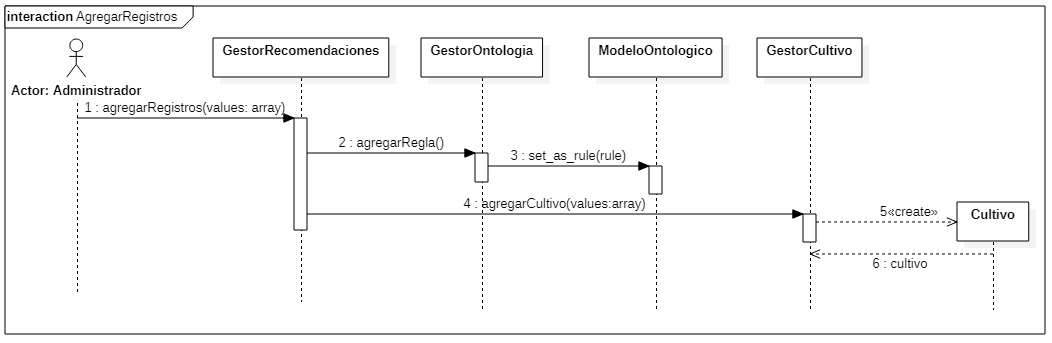 interaction AgregarRegistros
GestorRecomendaciones
GestorOntologia
ModeloOntologico
GestorCultivo
Actor: Administrador
1 : agregarRegistros(values: array)
2 : agregarRegla()
3 : set_as_rule(rule)
4 : agregarCultivo(values:array)
5«create»
Cultivo
6 : cultivo